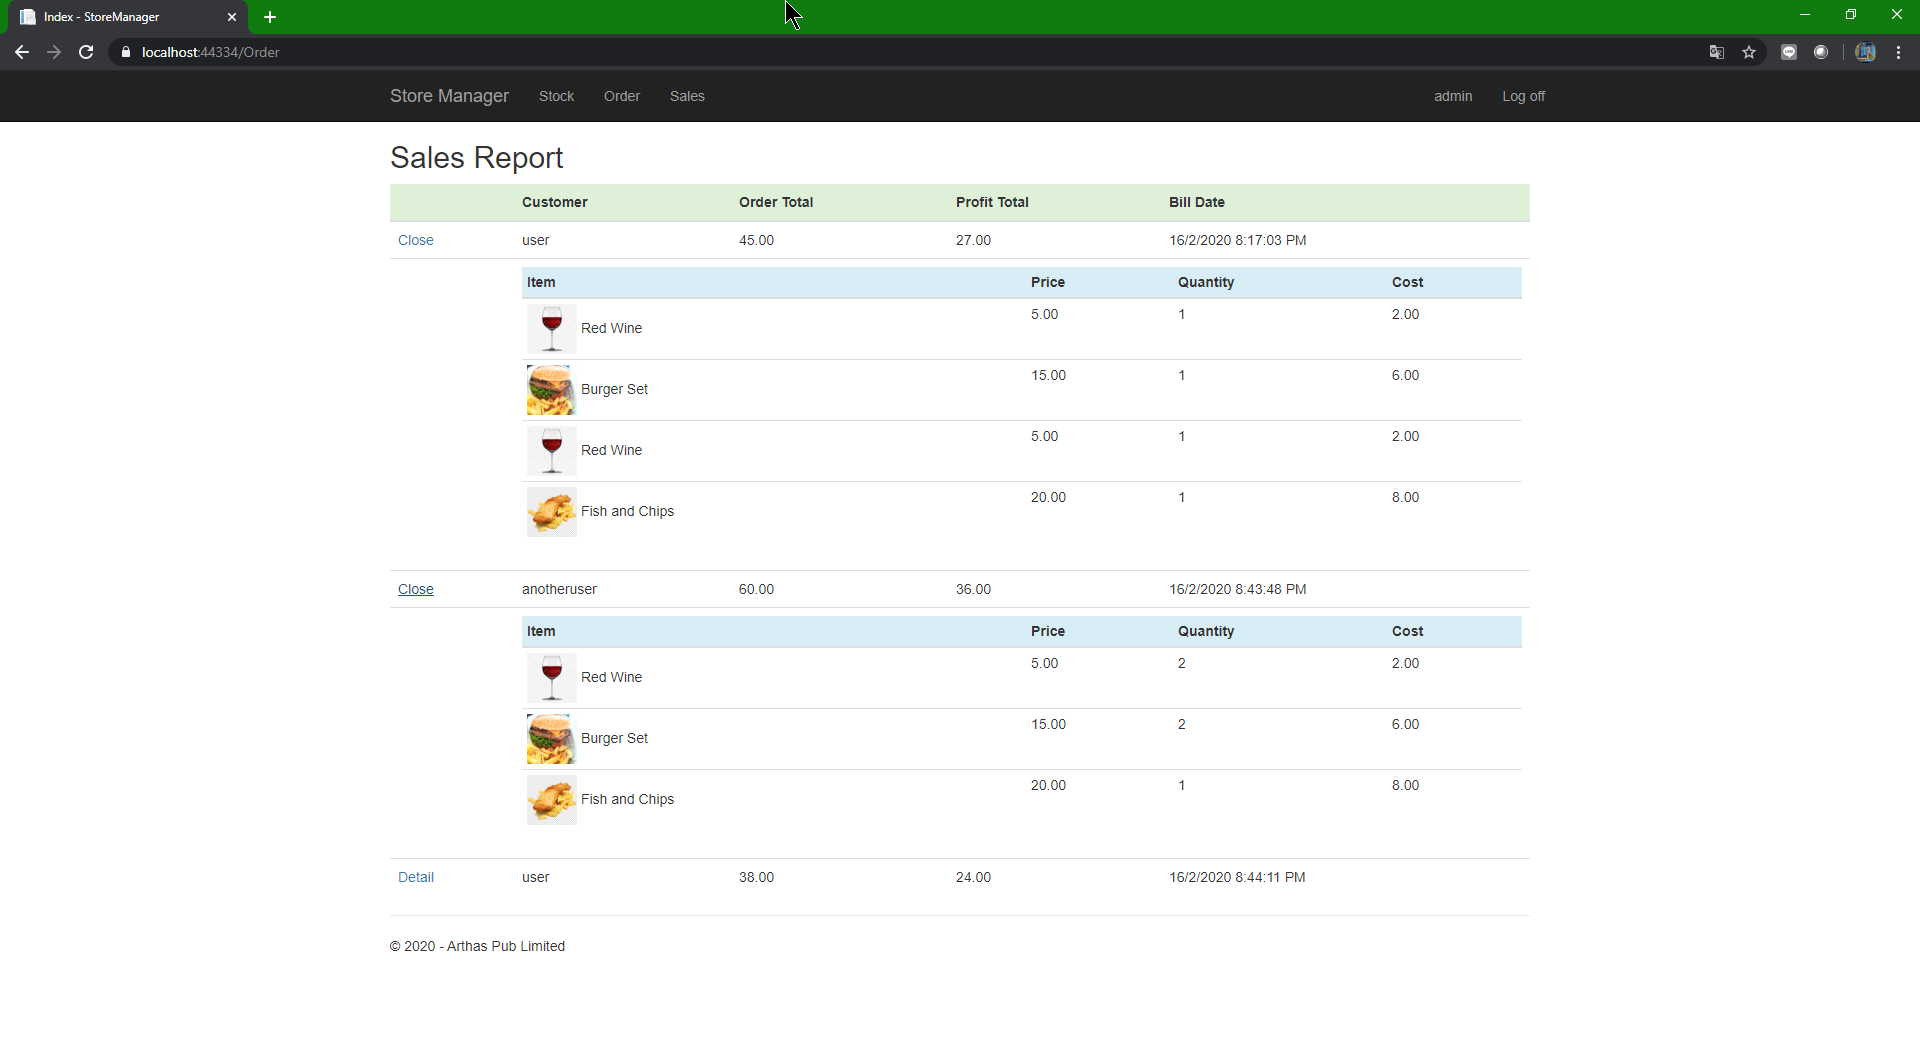 Index - StoreManager
localhost:44334/Order
Store Manager Stock Order Sales admin Log off
Sales Report
Customer Order Total Profit Total Bill Date
Close user 45.00 27.00 16/2/2020 8:17:03 PM
Item Price Quantity Cost
Red Wine 5.00 1 2.00
Burger Set 15.00 1 6.00
Red Wine 5.00 1 2.00
Fish and Chips 20.00 1 8.00
Close anotheruser 60.00 36.00 16/2/2020 8:43:48 PM
Item Price Quantity Cost
Red Wine 5.00 2 2.00
Burger Set 15.00 2 6.00
Fish and Chips 20.00 1 8.00
Detail user 38.00 24.00 16/2/2020 8:44:11 PM
© 2020 - Arthas Pub Limited